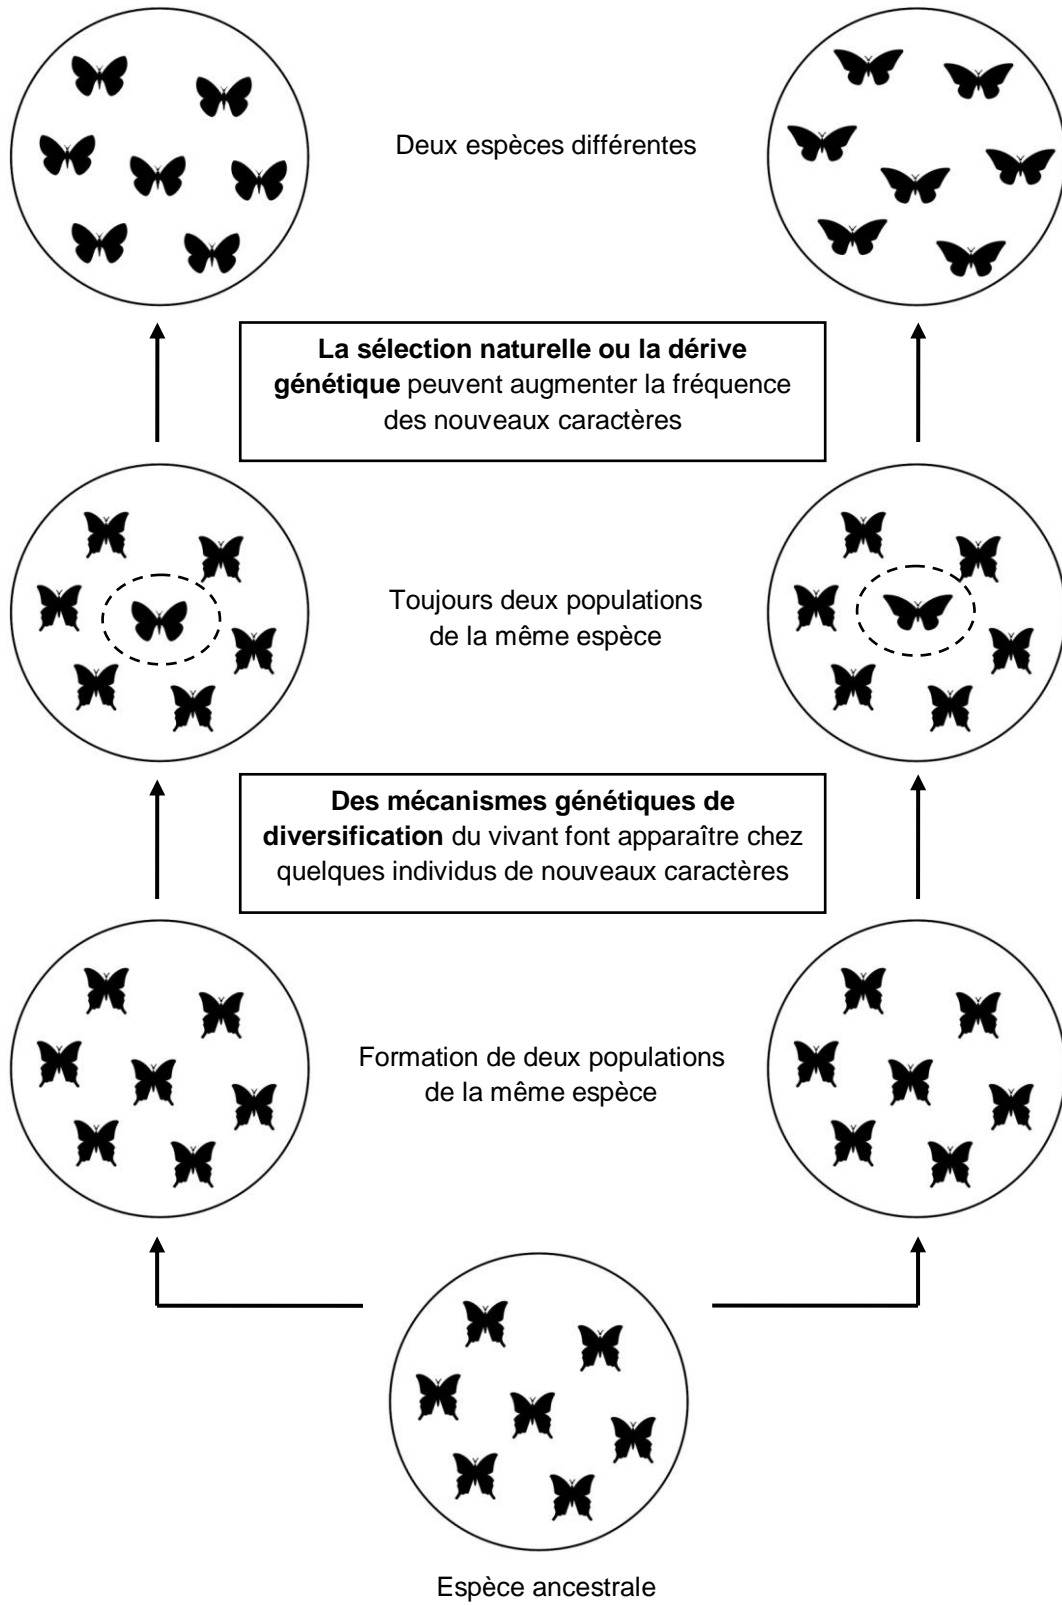 Deux espèces différentes
La sélection naturelle ou la dérive
génétique peuvent augmenter la fréquence
des nouveaux caractères
Toujours deux populations
de la même espèce
Des mécanismes génétiques de
diversification du vivant font apparaître chez
quelques individus de nouveaux caractères
Formation de deux populations
de la même espèce
Espèce ancestrale